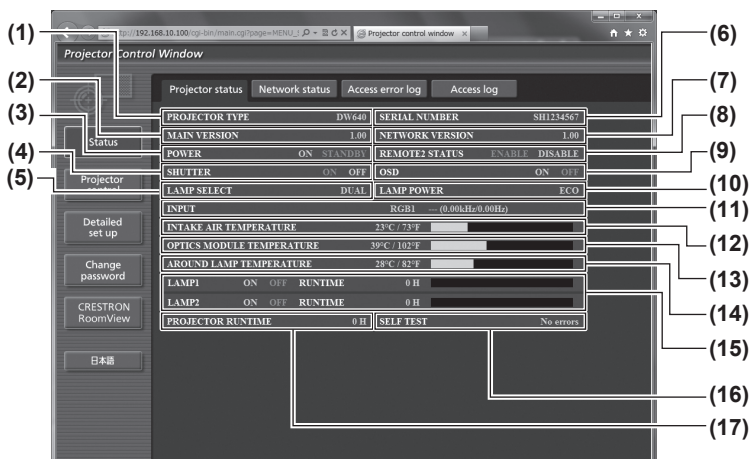 http://192.168.10.100/cgi-bin/main.cgi?page=MENU_
Projector control window
Projector Control Window
Projector status Network status Access error log Access log
Status
Projector control
Detailed set up
Change password
CRESTRON RoomView
日本語
PROJECTOR TYPE DW640 SERIAL NUMBER SH1234567
MAIN VERSION 1.00 NETWORK VERSION 1.00
POWER ON STANDBY REMOTE2 STATUS ENABLE DISABLE
SHUTTER ON OFF OSD ON OFF
LAMP SELECT DUAL LAMP POWER ECO
INPUT RGB1 --- (0.00kHz/0.00Hz)
INTAKE AIR TEMPERATURE 23°C / 73°F
OPTICS MODULE TEMPERATURE 39°C / 102°F
AROUND LAMP TEMPERATURE 28°C / 82°F
LAMP1 ON OFF RUNTIME 0 H
LAMP2 ON OFF RUNTIME 0 H
PROJECTOR RUNTIME 0 H SELF TEST No errors
(1)
(2)
(3)
(4)
(5)
(6)
(7)
(8)
(9)
(10)
(11)
(12)
(13)
(14)
(15)
(16)
(17)